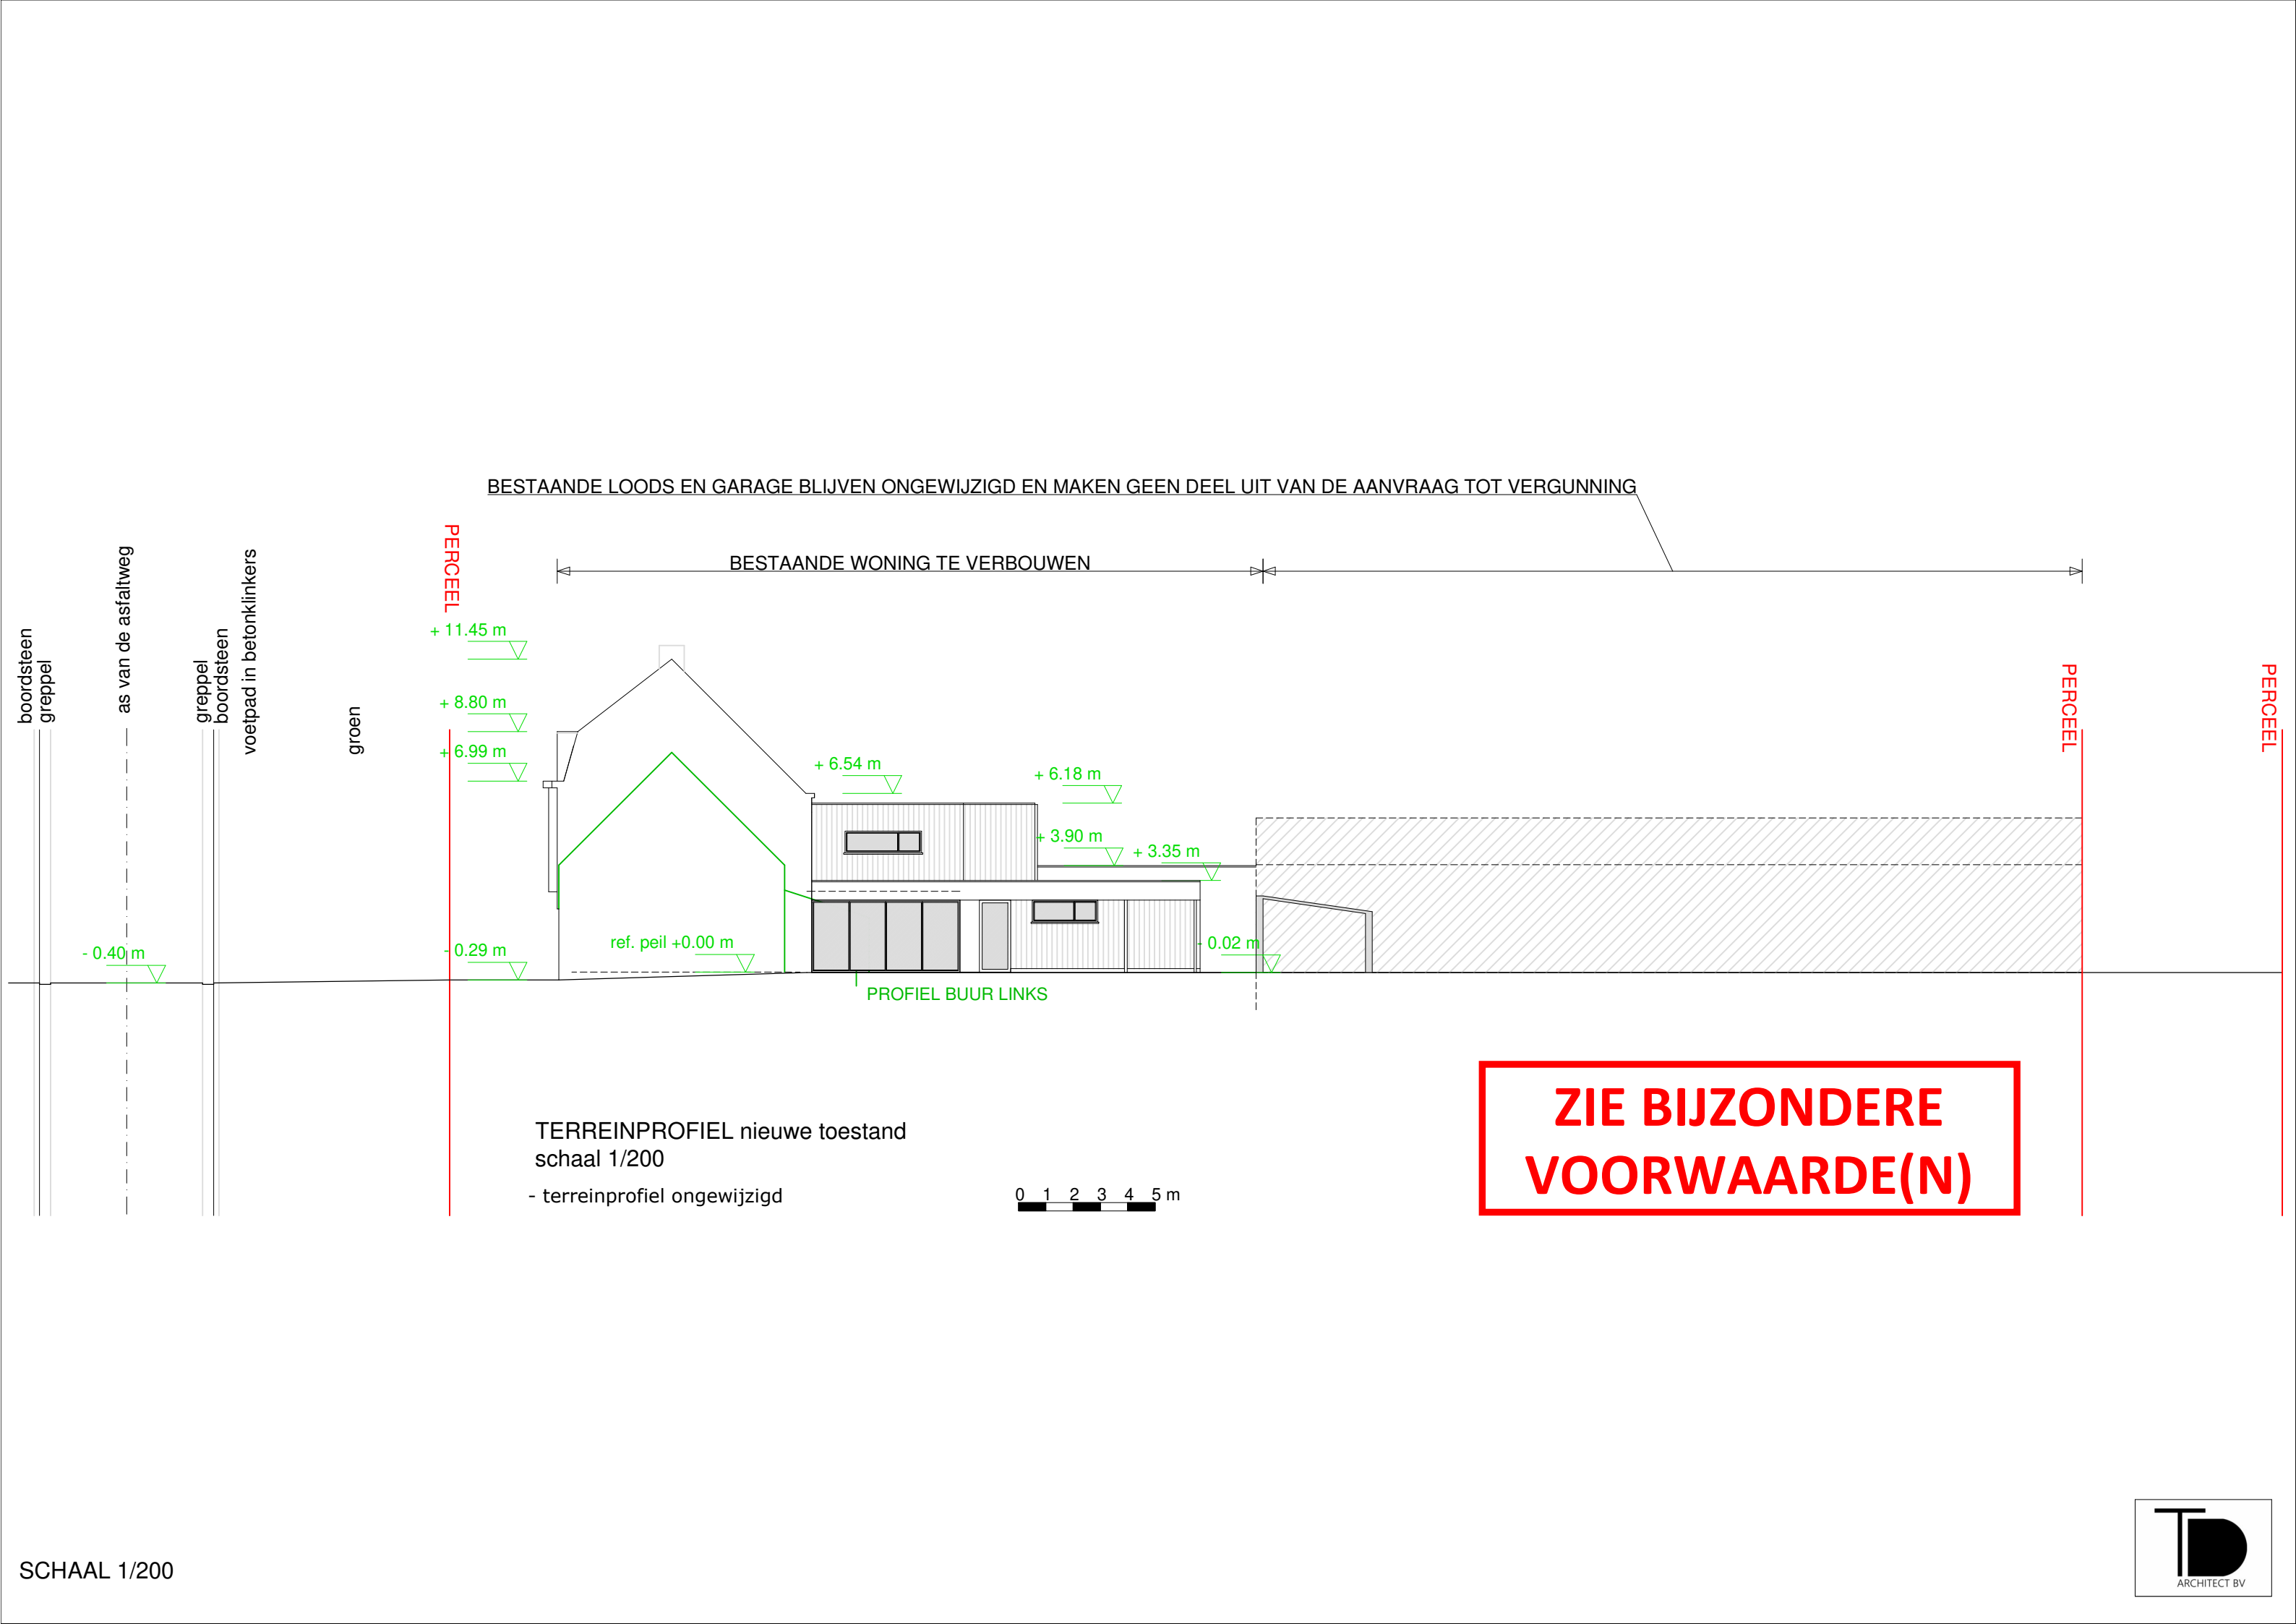 BESTAANDE LOODS EN GARAGE BLIJVEN ONGEWIJZIGD EN MAKEN GEEN DEEL UIT VAN DE AANVRAAG TOT VERGUNNING
BESTAANDE WONING TE VERBOUWEN
boordsteen
greppel
as van de asfaltweg
greppel
boordsteen
voetpad in betonklinkers
groen
PERCEEL
PERCEEL
PERCEEL
+ 11.45 m
+ 8.80 m
+ 6.99 m
+ 6.54 m
+ 6.18 m
+ 3.90 m
+ 3.35 m
- 0.40 m
- 0.29 m
ref. peil +0.00 m
- 0.02 m
PROFIEL BUUR LINKS
TERREINPROFIEL nieuwe toestand
schaal 1/200
- terreinprofiel ongewijzigd
0 1 2 3 4 5 m
ZIE BIJZONDERE
VOORWAARDE(N)
SCHAAL 1/200
TD
ARCHITECT BV